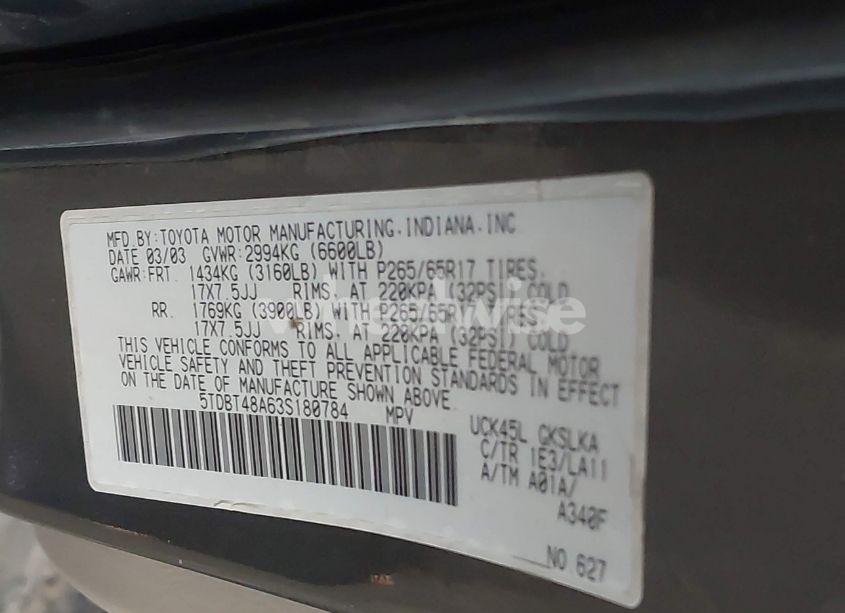 MFD.BY:TOYOTA MOTOR MANUFACTURING.INDIANA.INC
DATE 03/03 GVWR:2994KG (6600LB)
GAWR:FRT. 1434KG (3160LB) WITH P265/65R17 TIRES,
17X7.5JJ RIMS. AT 220KPA (32PSI) COLD
RR. 1769KG (3900LB) WITH P265/65R17 TIRES,
17X7.5JJ RIMS. AT 220KPA (32PSI) COLD
THIS VEHICLE CONFORMS TO ALL APPLICABLE FEDERAL MOTOR
VEHICLE SAFETY AND THEFT PREVENTION STANDARDS IN EFFECT
ON THE DATE OF MANUFACTURE SHOWN ABOVE.
5TDBT48A63S180784 MPV
UCK45L GKSLKA
C/TR 1E3/LA11
A/TM A01A/
A340F
NO 627